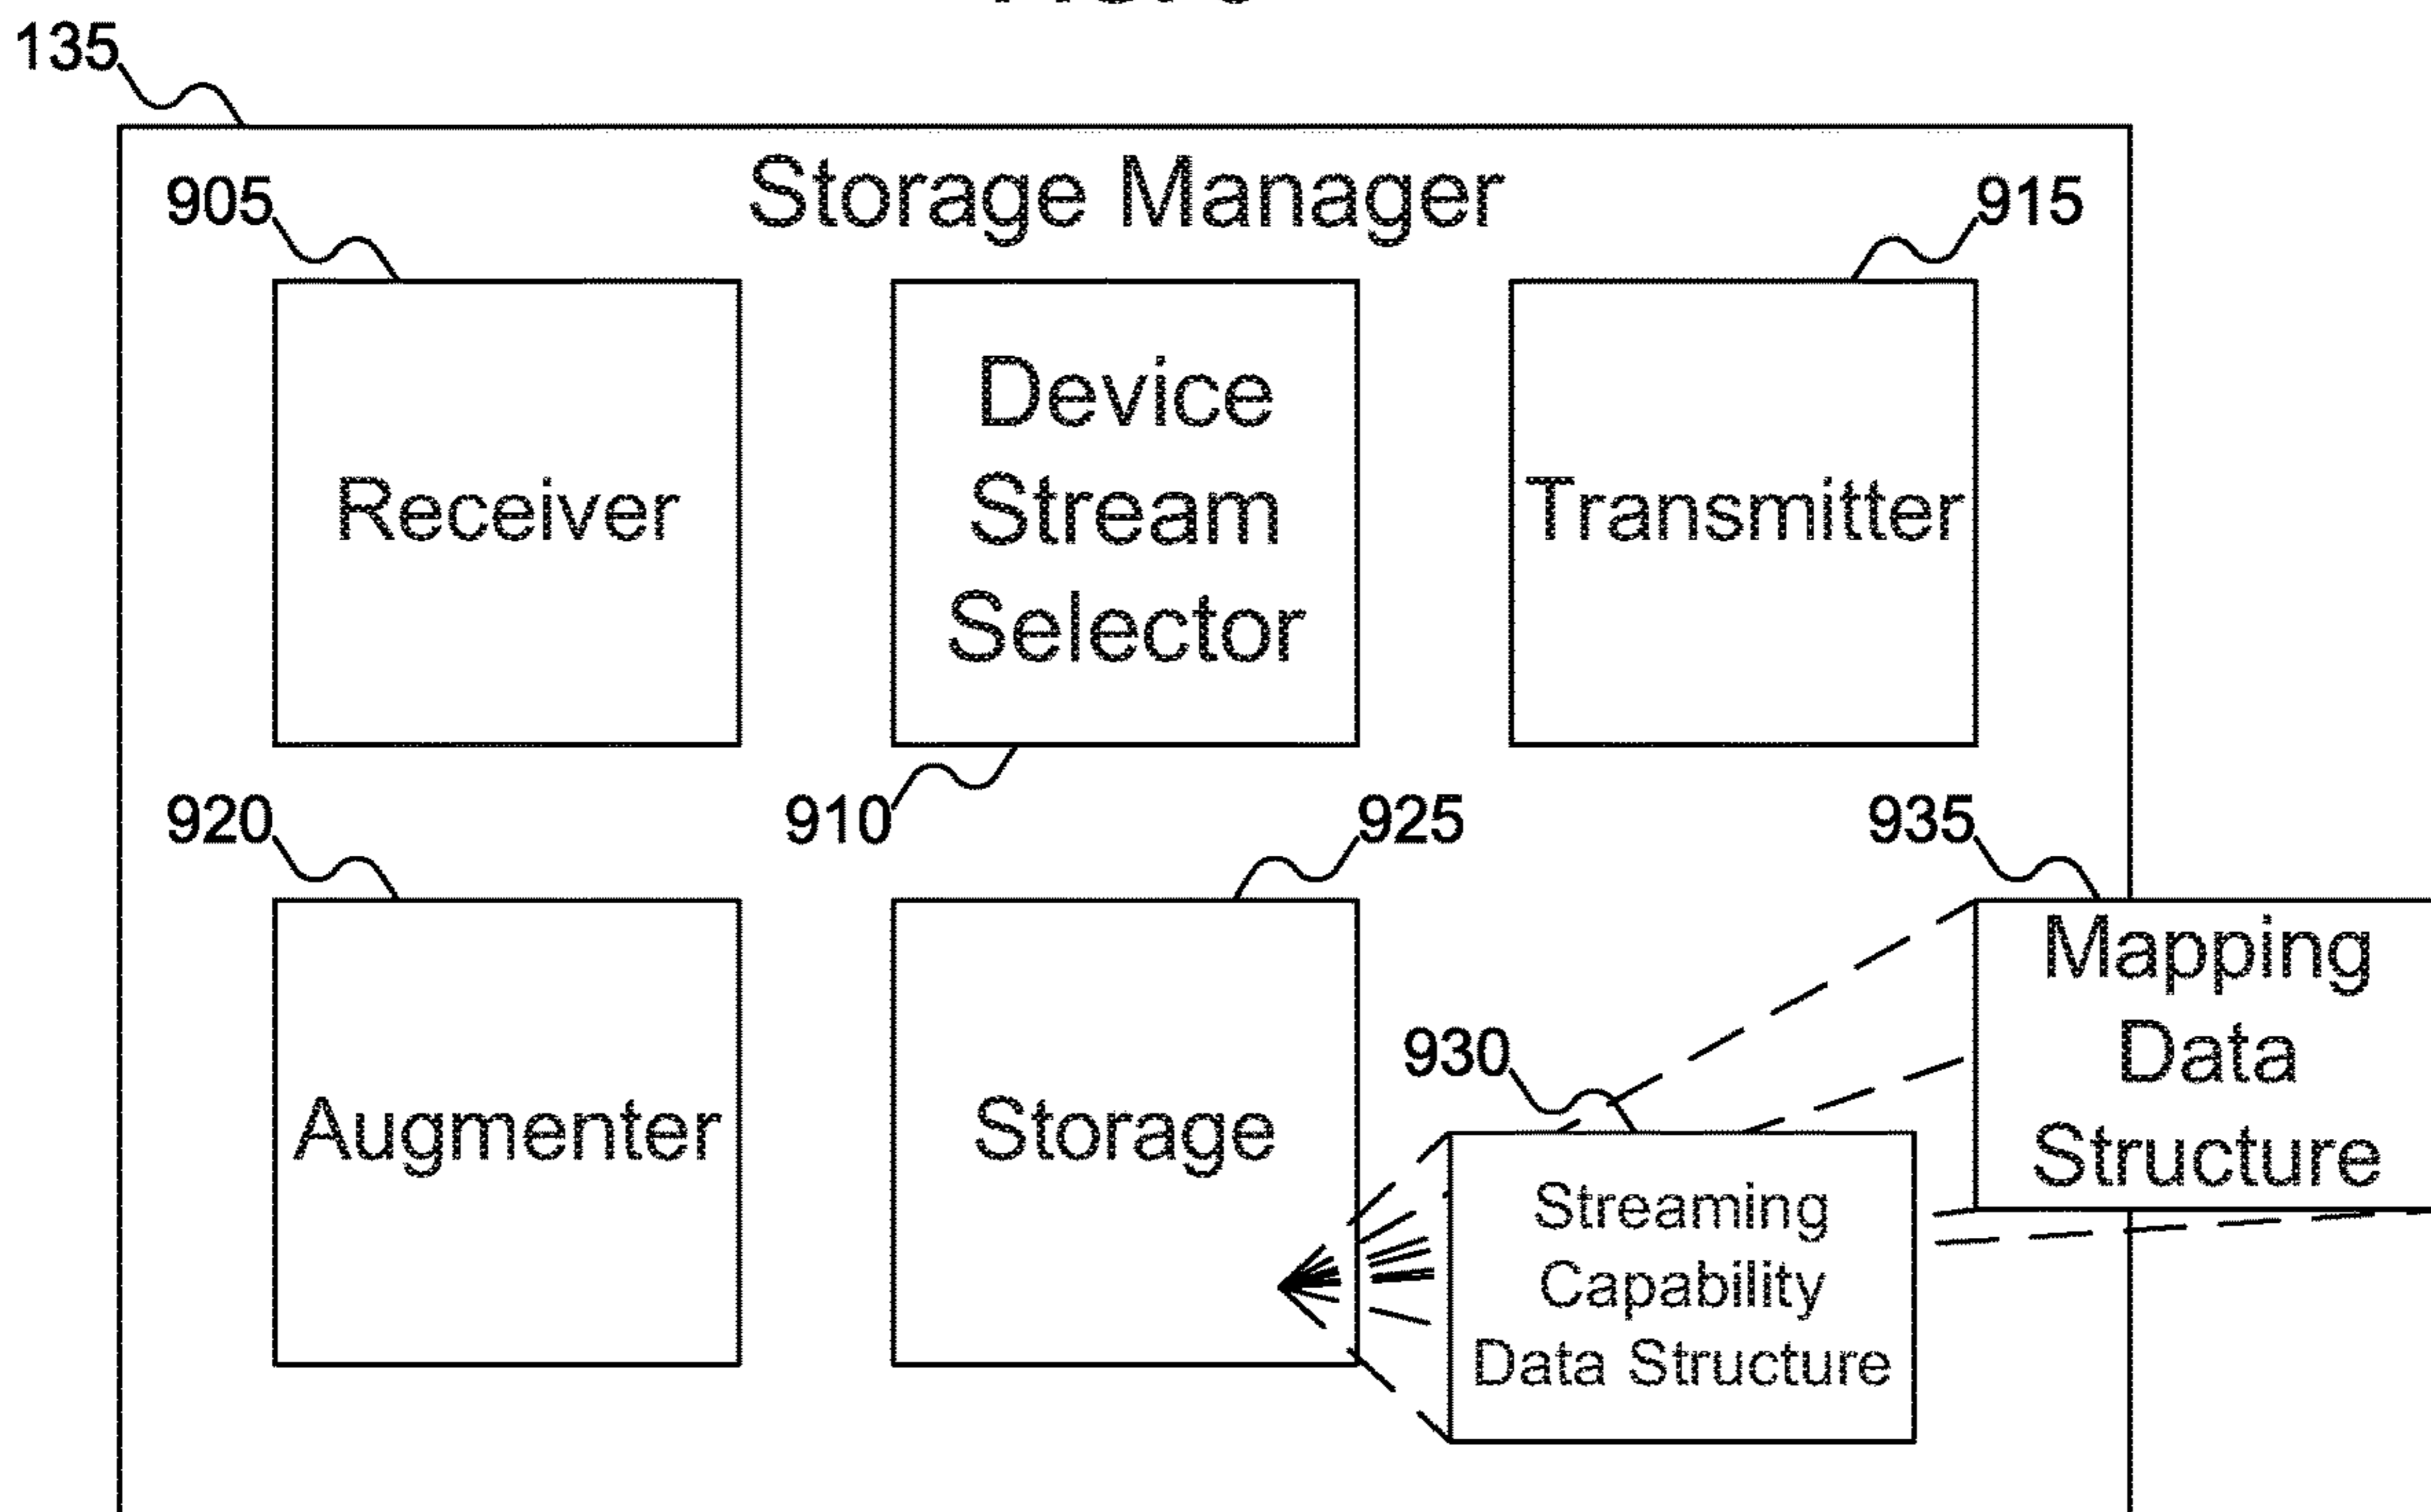 135
Storage Manager
905
915
Receiver
Device
Stream
Selector
Transmitter
920
910
925
935
Augmenter
Storage
930
Mapping
Data
Structure
Streaming
Capability
Data Structure